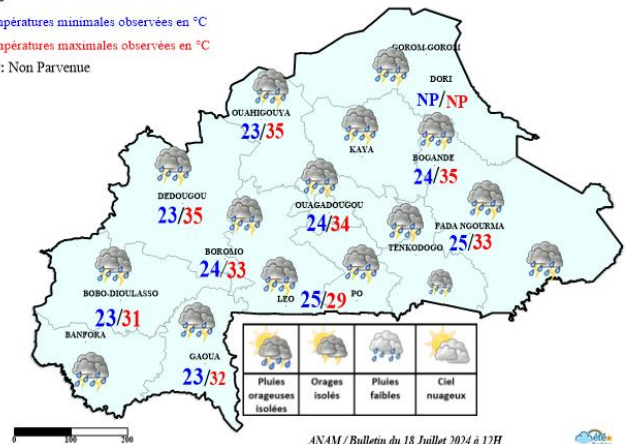 mpératures minimales observées en °C
mpératures maximales observées en °C
: Non Parvenue
GOROM-GOROM
DORI
NP/NP
OUAHIGOUYA
23/35
KAYA
BOGANDE
24/35
DEDOUGOU
23/35
OUAGADOUGOU
24/34
FADA NGOURMA
25/33
TENKODOGO
BOROMO
24/33
BOBO-DIOULASSO
23/31
LEO
25/29
PO
BANFORA
GAOUA
23/32
Pluies orageuses isolées
Orages isolés
Pluies faibles
Ciel nuageux
0 100 200
ANAM / Bulletin du 18 Juillet 2024 à 12H